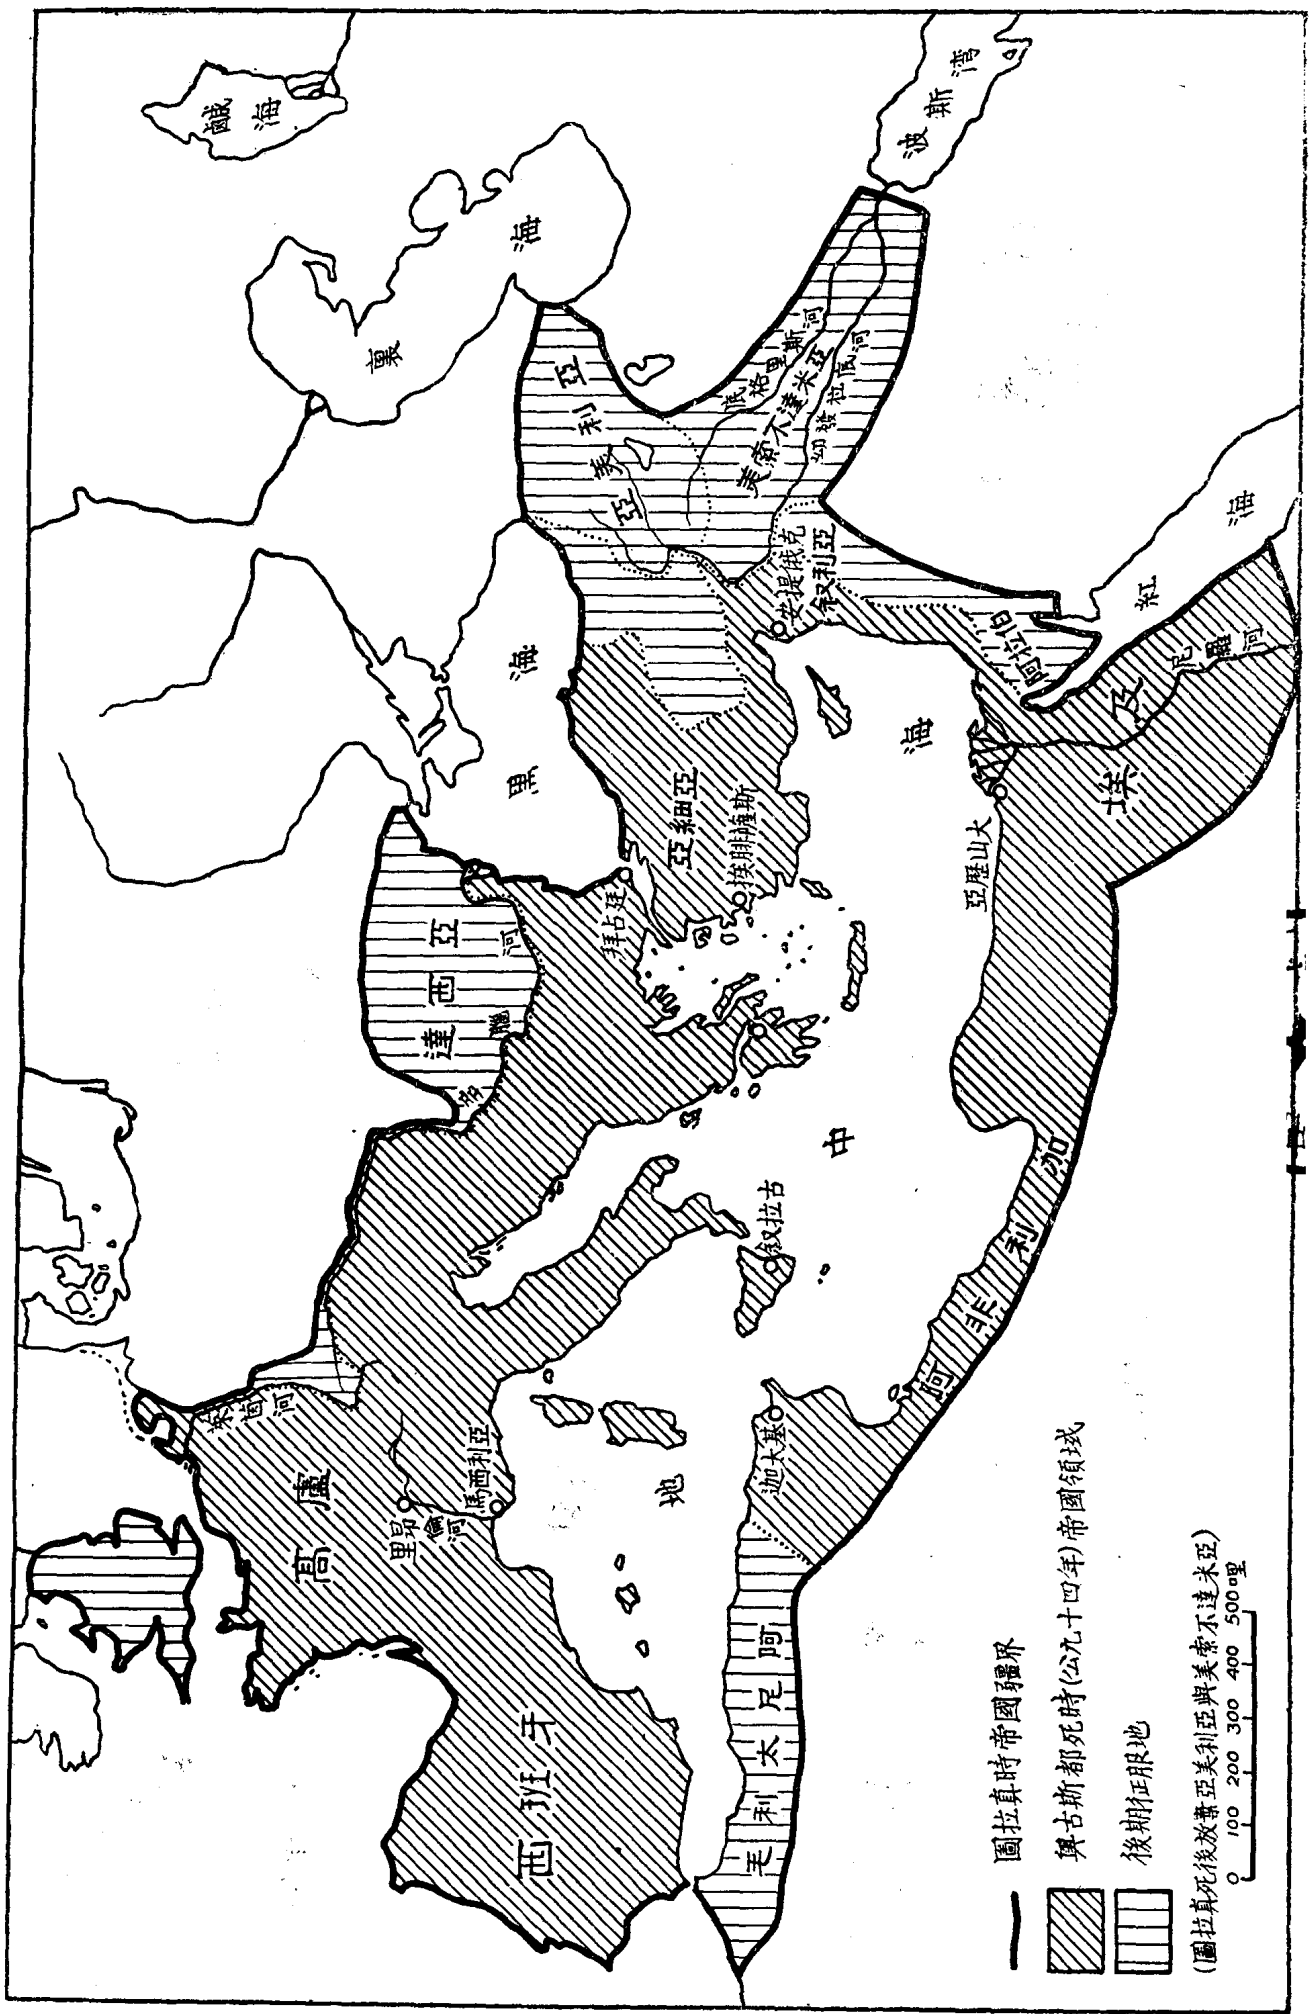 鹹海
裏海
波斯湾
黑海
亞美利亞
底格里斯河
美索不達米亞
幼發拉底河
安提俄克
叙利亞
阿拉伯
紅海
尼羅河
埃及
亞歷山大
亞細亞
挨腓薩斯
拜占廷
達西亞
多腦河
地中海
叙拉古
阿非利加
迦太基
萊茵河
高盧
里昂
倫河
馬西利亞
西班牙
毛利太尼阿
圖拉真時帝國疆界
輿古斯都死時(公九十四年)帝國領域
後期征服地
(圖拉真死後放棄亞美利亞與美索不達米亞)
0 100 200 300 400 500哩